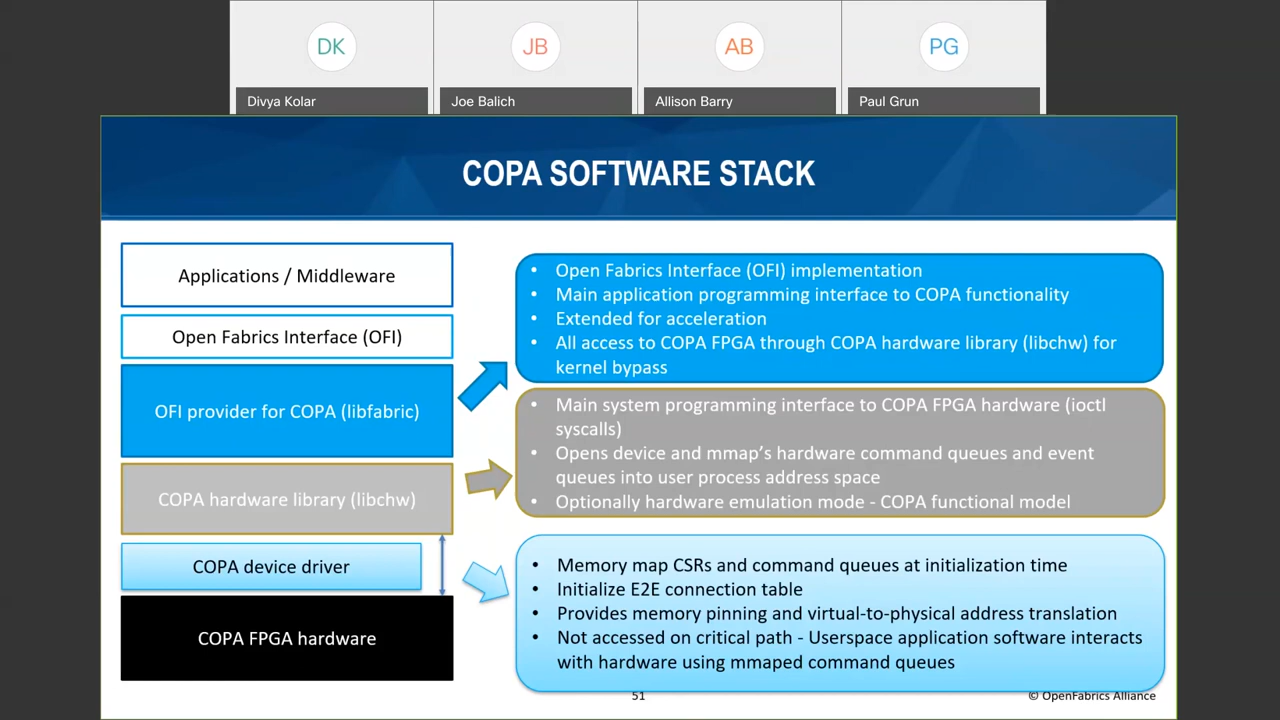 DK
JB
AB
PG
Divya Kolar
Joe Balich
Allison Barry
Paul Grun
COPA SOFTWARE STACK
Applications / Middleware
Open Fabrics Interface (OFI)
OFI provider for COPA (libfabric)
COPA hardware library (libchw)
COPA device driver
COPA FPGA hardware
• Open Fabrics Interface (OFI) implementation
• Main application programming interface to COPA functionality
• Extended for acceleration
• All access to COPA FPGA through COPA hardware library (libchw) for
kernel bypass
• Main system programming interface to COPA FPGA hardware (ioctl
syscalls)
• Opens device and mmap's hardware command queues and event
queues into user process address space
• Optionally hardware emulation mode - COPA functional model
• Memory map CSRs and command queues at initialization time
• Initialize E2E connection table
• Provides memory pinning and virtual-to-physical address translation
• Not accessed on critical path - Userspace application software interacts
with hardware using mmaped command queues
51
© OpenFabrics Alliance